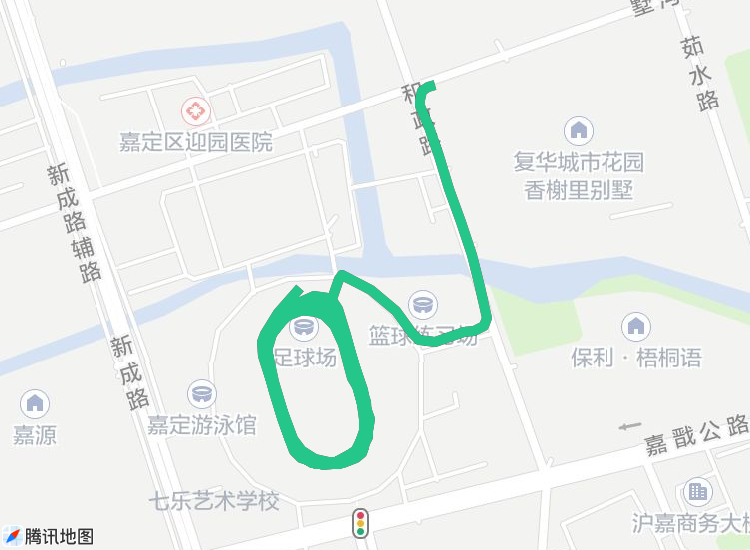 墅沟
茹水路
和政路
嘉定区迎园医院
复华城市花园
香榭里别墅
新成路辅路
篮球练习场
足球场
新成路
保利·梧桐语
嘉定游泳馆
嘉源
嘉戬公路
七乐艺术学校
沪嘉商务大楼
腾讯地图